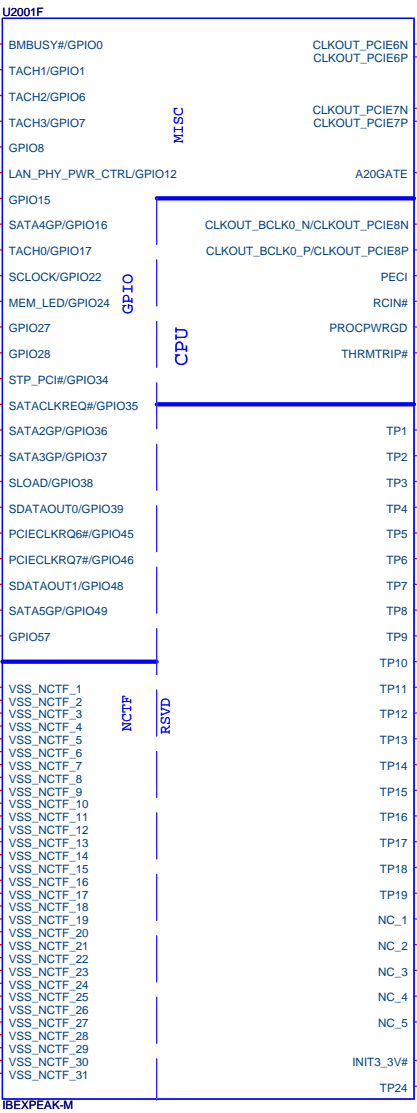 U2001F
BMBUSY#/GPIO0
TACH1/GPIO1
TACH2/GPIO6
TACH3/GPIO7
GPIO8
LAN_PHY_PWR_CTRL/GPIO12
GPIO15
SATA4GP/GPIO16
TACH0/GPIO17
SCLOCK/GPIO22
MEM_LED/GPIO24
GPIO27
GPIO28
STP_PCI#/GPIO34
SATACLKREQ#/GPIO35
SATA2GP/GPIO36
SATA3GP/GPIO37
SLOAD/GPIO38
SDATAOUT0/GPIO39
PCIECLKRQ6#/GPIO45
PCIECLKRQ7#/GPIO46
SDATAOUT1/GPIO48
SATA5GP/GPIO49
GPIO57
GPIO
VSS_NCTF_1
VSS_NCTF_2
VSS_NCTF_3
VSS_NCTF_4
VSS_NCTF_5
VSS_NCTF_6
VSS_NCTF_7
VSS_NCTF_8
VSS_NCTF_9
VSS_NCTF_10
VSS_NCTF_11
VSS_NCTF_12
VSS_NCTF_13
VSS_NCTF_14
VSS_NCTF_15
VSS_NCTF_16
VSS_NCTF_17
VSS_NCTF_18
VSS_NCTF_19
VSS_NCTF_20
VSS_NCTF_21
VSS_NCTF_22
VSS_NCTF_23
VSS_NCTF_24
VSS_NCTF_25
VSS_NCTF_26
VSS_NCTF_27
VSS_NCTF_28
VSS_NCTF_29
VSS_NCTF_30
VSS_NCTF_31
NCTF
MISC
CLKOUT_PCIE6N
CLKOUT_PCIE6P
CLKOUT_PCIE7N
CLKOUT_PCIE7P
A20GATE
CPU
CLKOUT_BCLK0_N/CLKOUT_PCIE8N
CLKOUT_BCLK0_P/CLKOUT_PCIE8P
PECI
RCIN#
PROCPWRGD
THRMTRIP#
RSVD
TP1
TP2
TP3
TP4
TP5
TP6
TP7
TP8
TP9
TP10
TP11
TP12
TP13
TP14
TP15
TP16
TP17
TP18
TP19
NC_1
NC_2
NC_3
NC_4
NC_5
INIT3_3V#
TP24
IBEXPEAK-M